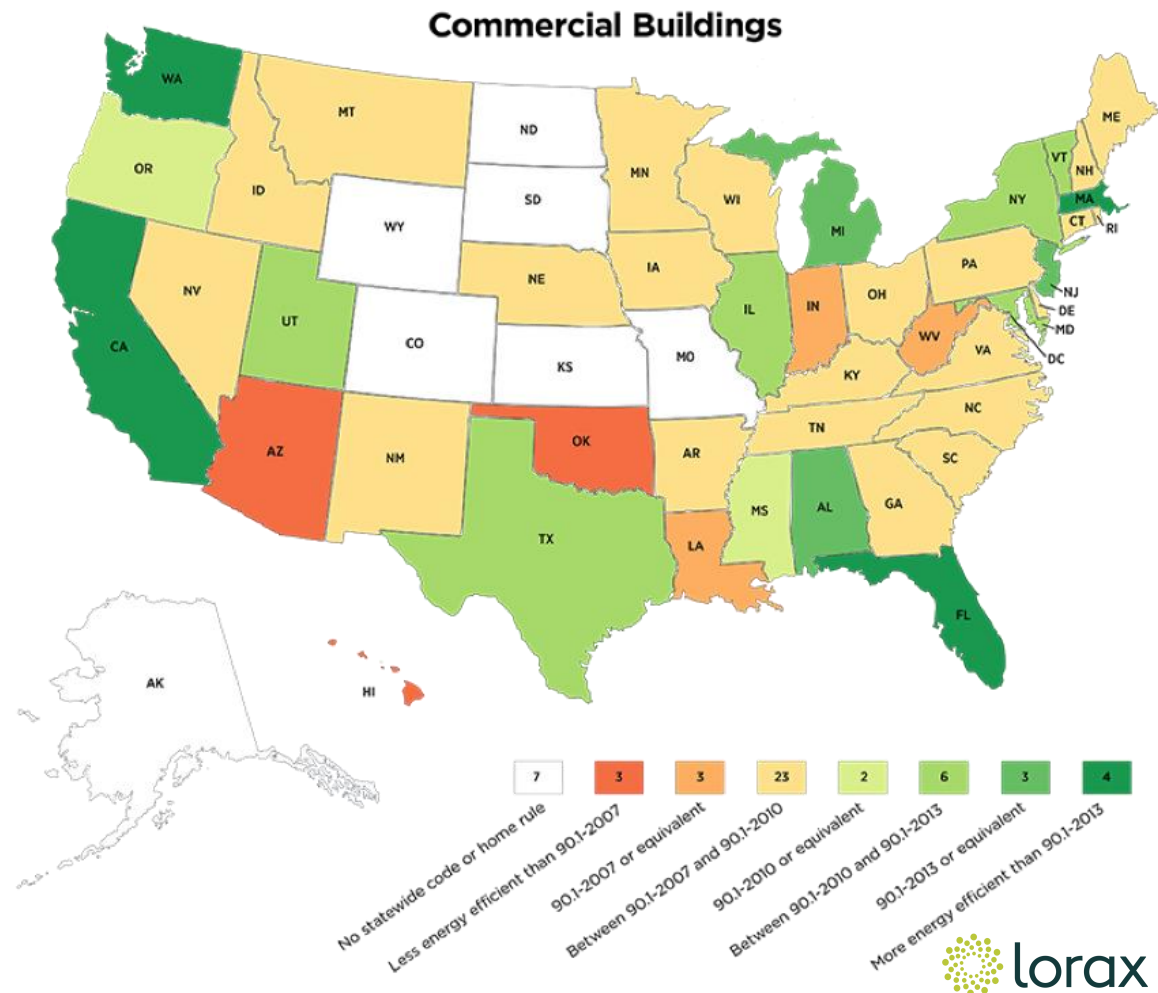 Commercial Buildings
WA
MT
ND
ME
OR
ID
MN
VT
NH
SD
WI
NY
MA
WY
MI
CT
RI
NV
NE
IA
PA
NJ
UT
IL
IN
OH
DE
MD
CA
CO
KS
MO
WV
VA
DC
KY
AZ
NM
OK
AR
TN
NC
SC
TX
LA
MS
AL
GA
FL
AK
HI
7
3
3
23
2
6
3
4
No statewide code or home rule
Less energy efficient than 90.1-2007
90.1-2007 or equivalent
Between 90.1-2007 and 90.1-2010
90.1-2010 or equivalent
Between 90.1-2010 and 90.1-2013
90.1-2013 or equivalent
More energy efficient than 90.1-2013
lorax